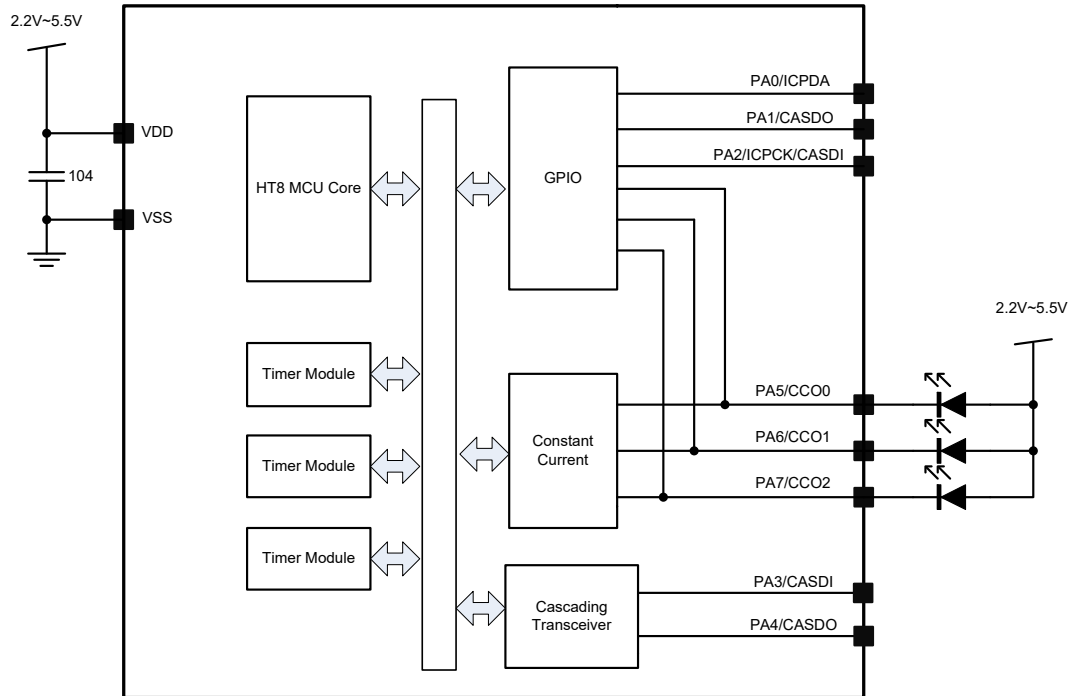 2.2V~5.5V
VDD
104
VSS
HT8 MCU Core
Timer Module
Timer Module
Timer Module
GPIO
PA0/ICPDA
PA1/CASDO
PA2/ICPCK/CASDI
2.2V~5.5V
Constant
Current
PA5/CCO0
PA6/CCO1
PA7/CCO2
Cascading
Transceiver
PA3/CASDI
PA4/CASDO